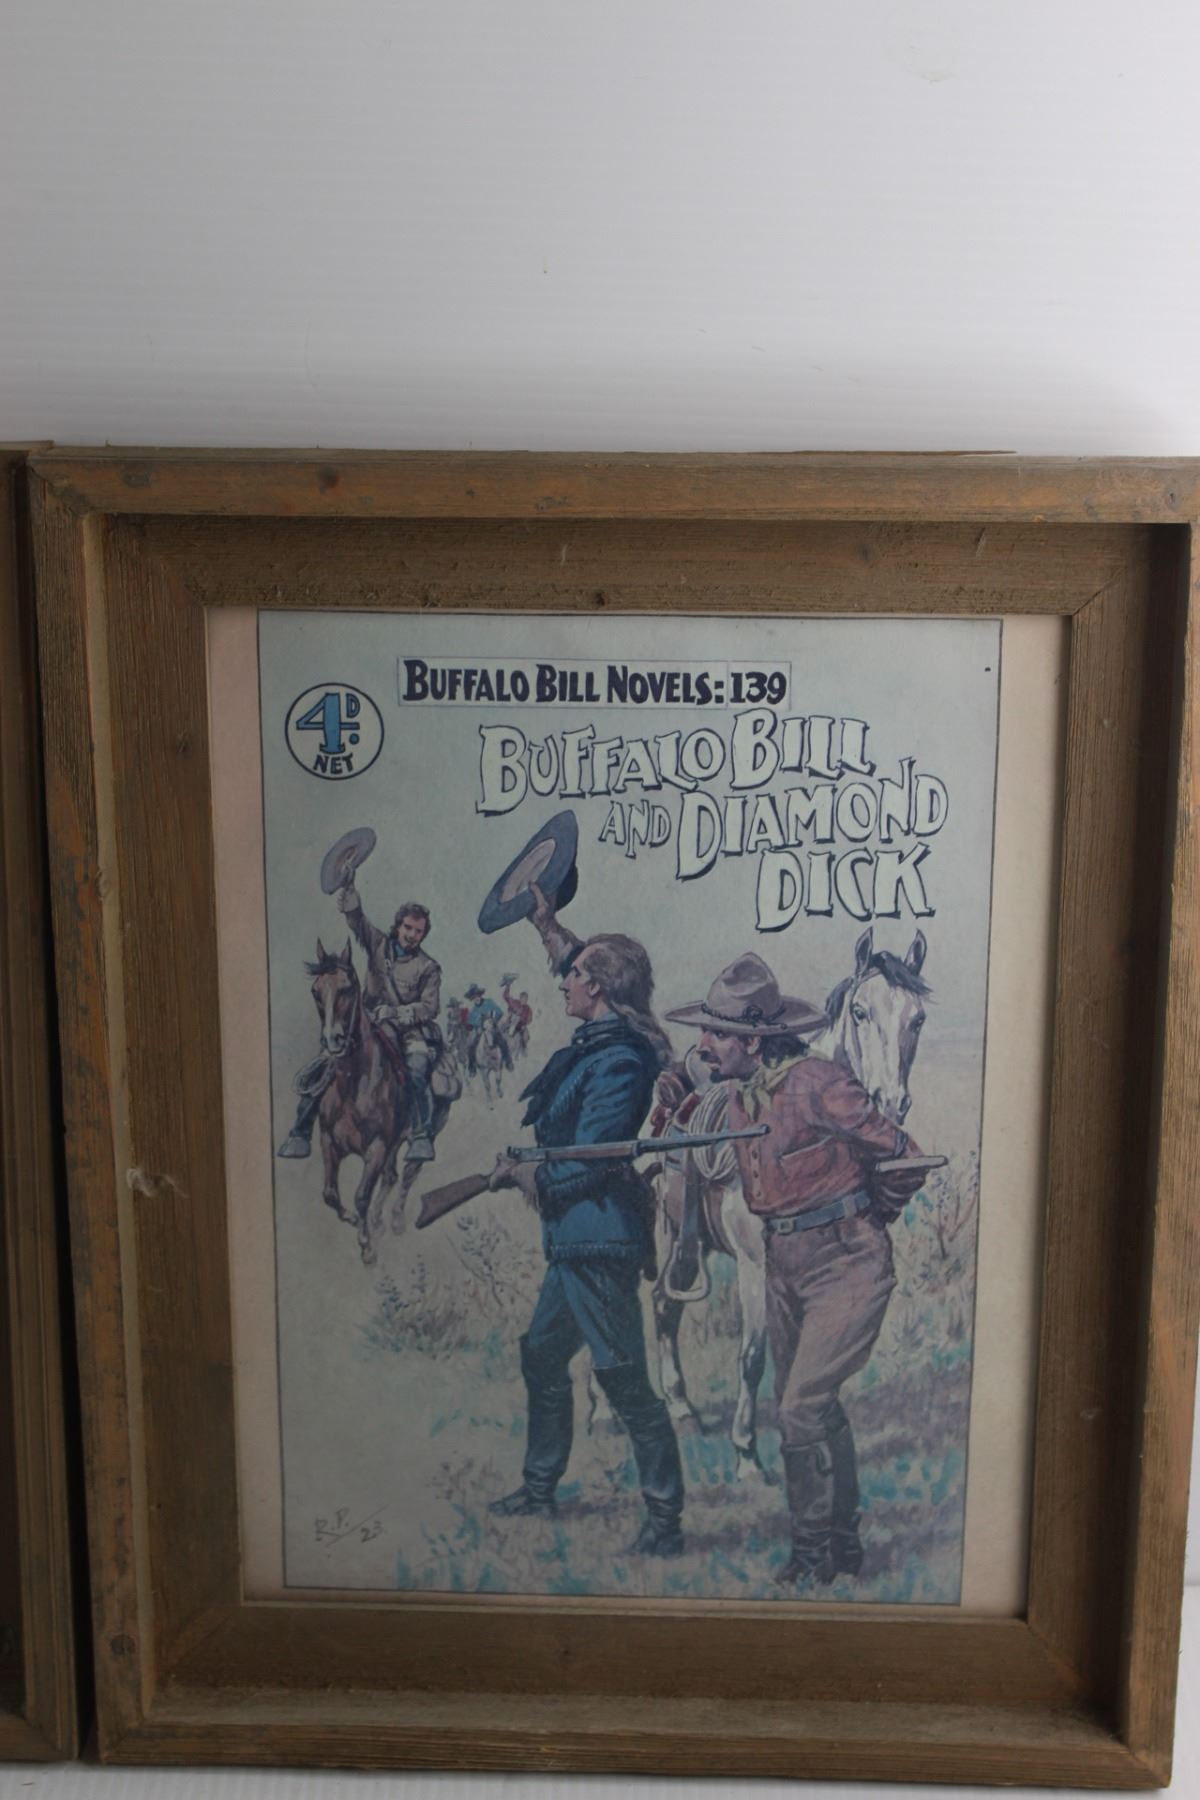 BUFFALO BILL NOVELS: 139
4D.
NET
BUFFALO BILL
AND DIAMOND
DICK
R.P.
23